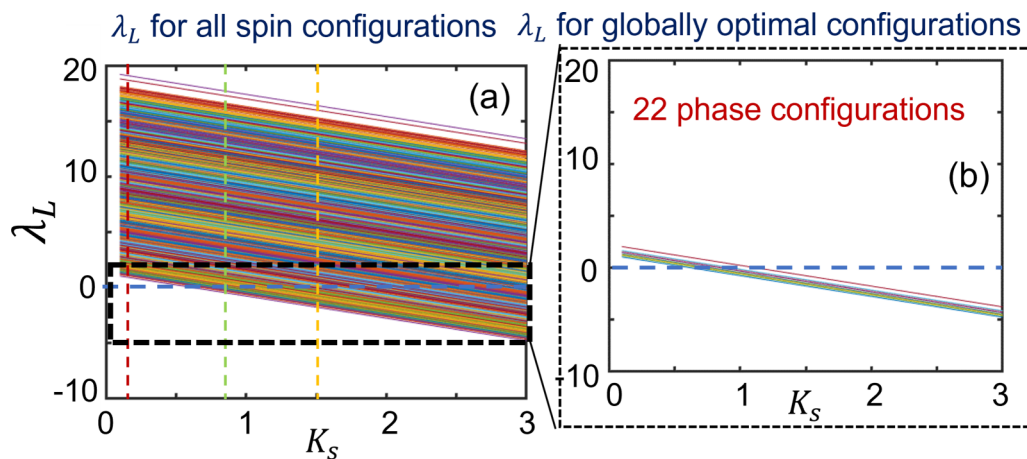 λ_L for all spin configurations
λ_L for globally optimal configurations
20
(a)
10
0
-10
λ_L
0
1
2
3
K_s
20
22 phase configurations
10
(b)
0
-10
0
1
2
3
K_s